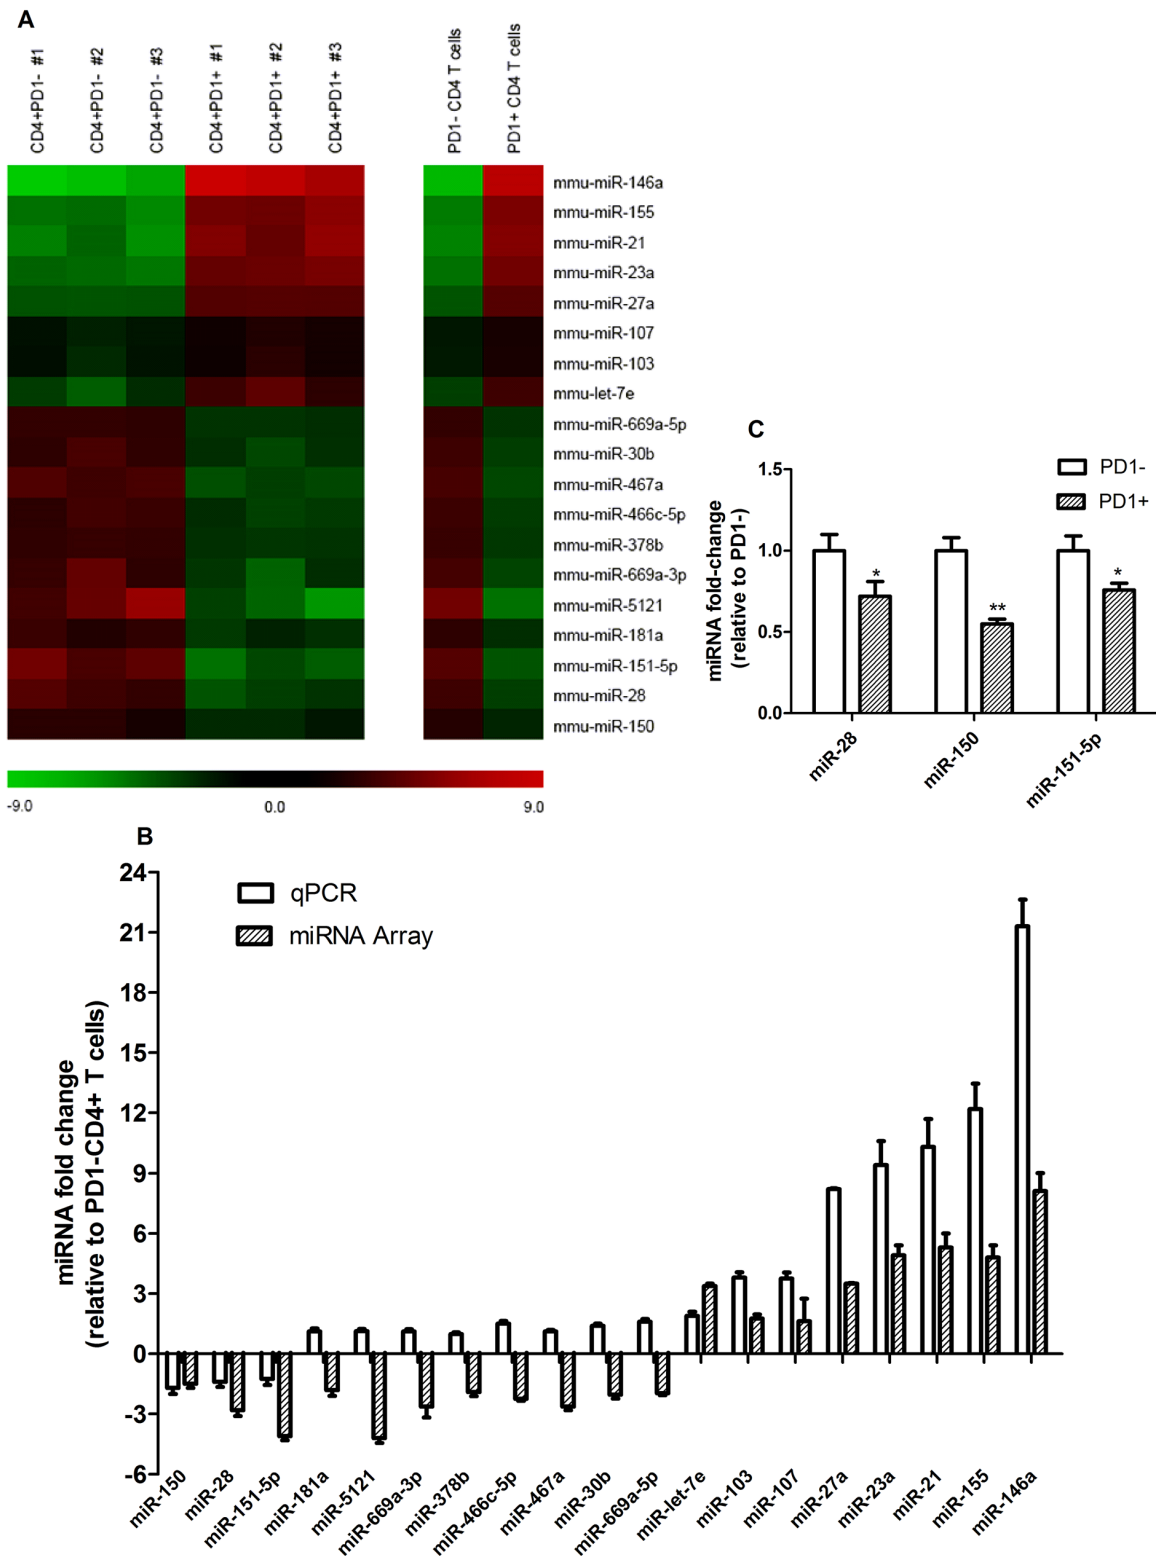 A
CD4+PD1- #1
CD4+PD1- #2
CD4+PD1- #3
CD4+PD1+ #1
CD4+PD1+ #2
CD4+PD1+ #3
PD1- CD4 T cells
PD1+ CD4 T cells
mmu-miR-146a
mmu-miR-155
mmu-miR-21
mmu-miR-23a
mmu-miR-27a
mmu-miR-107
mmu-miR-103
mmu-let-7e
mmu-miR-669a-5p
mmu-miR-30b
mmu-miR-467a
mmu-miR-466c-5p
mmu-miR-378b
mmu-miR-669a-3p
mmu-miR-5121
mmu-miR-181a
mmu-miR-151-5p
mmu-miR-28
mmu-miR-150
-9.0 0.0 9.0
C
miRNA fold-change
(relative to PD1-)
1.5
1.0
0.5
0.0
PD1-
PD1+
*
**
*
miR-28
miR-150
miR-151-5p
B
miRNA fold change
(relative to PD1-CD4+ T cells)
24
21
18
15
12
9
6
3
0
-3
-6
qPCR
miRNA Array
miR-150
miR-28
miR-151-5p
miR-181a
miR-5121
miR-669a-3p
miR-378b
miR-466c-5p
miR-467a
miR-30b
miR-669a-5p
miR-let-7e
miR-103
miR-107
miR-27a
miR-23a
miR-21
miR-155
miR-146a